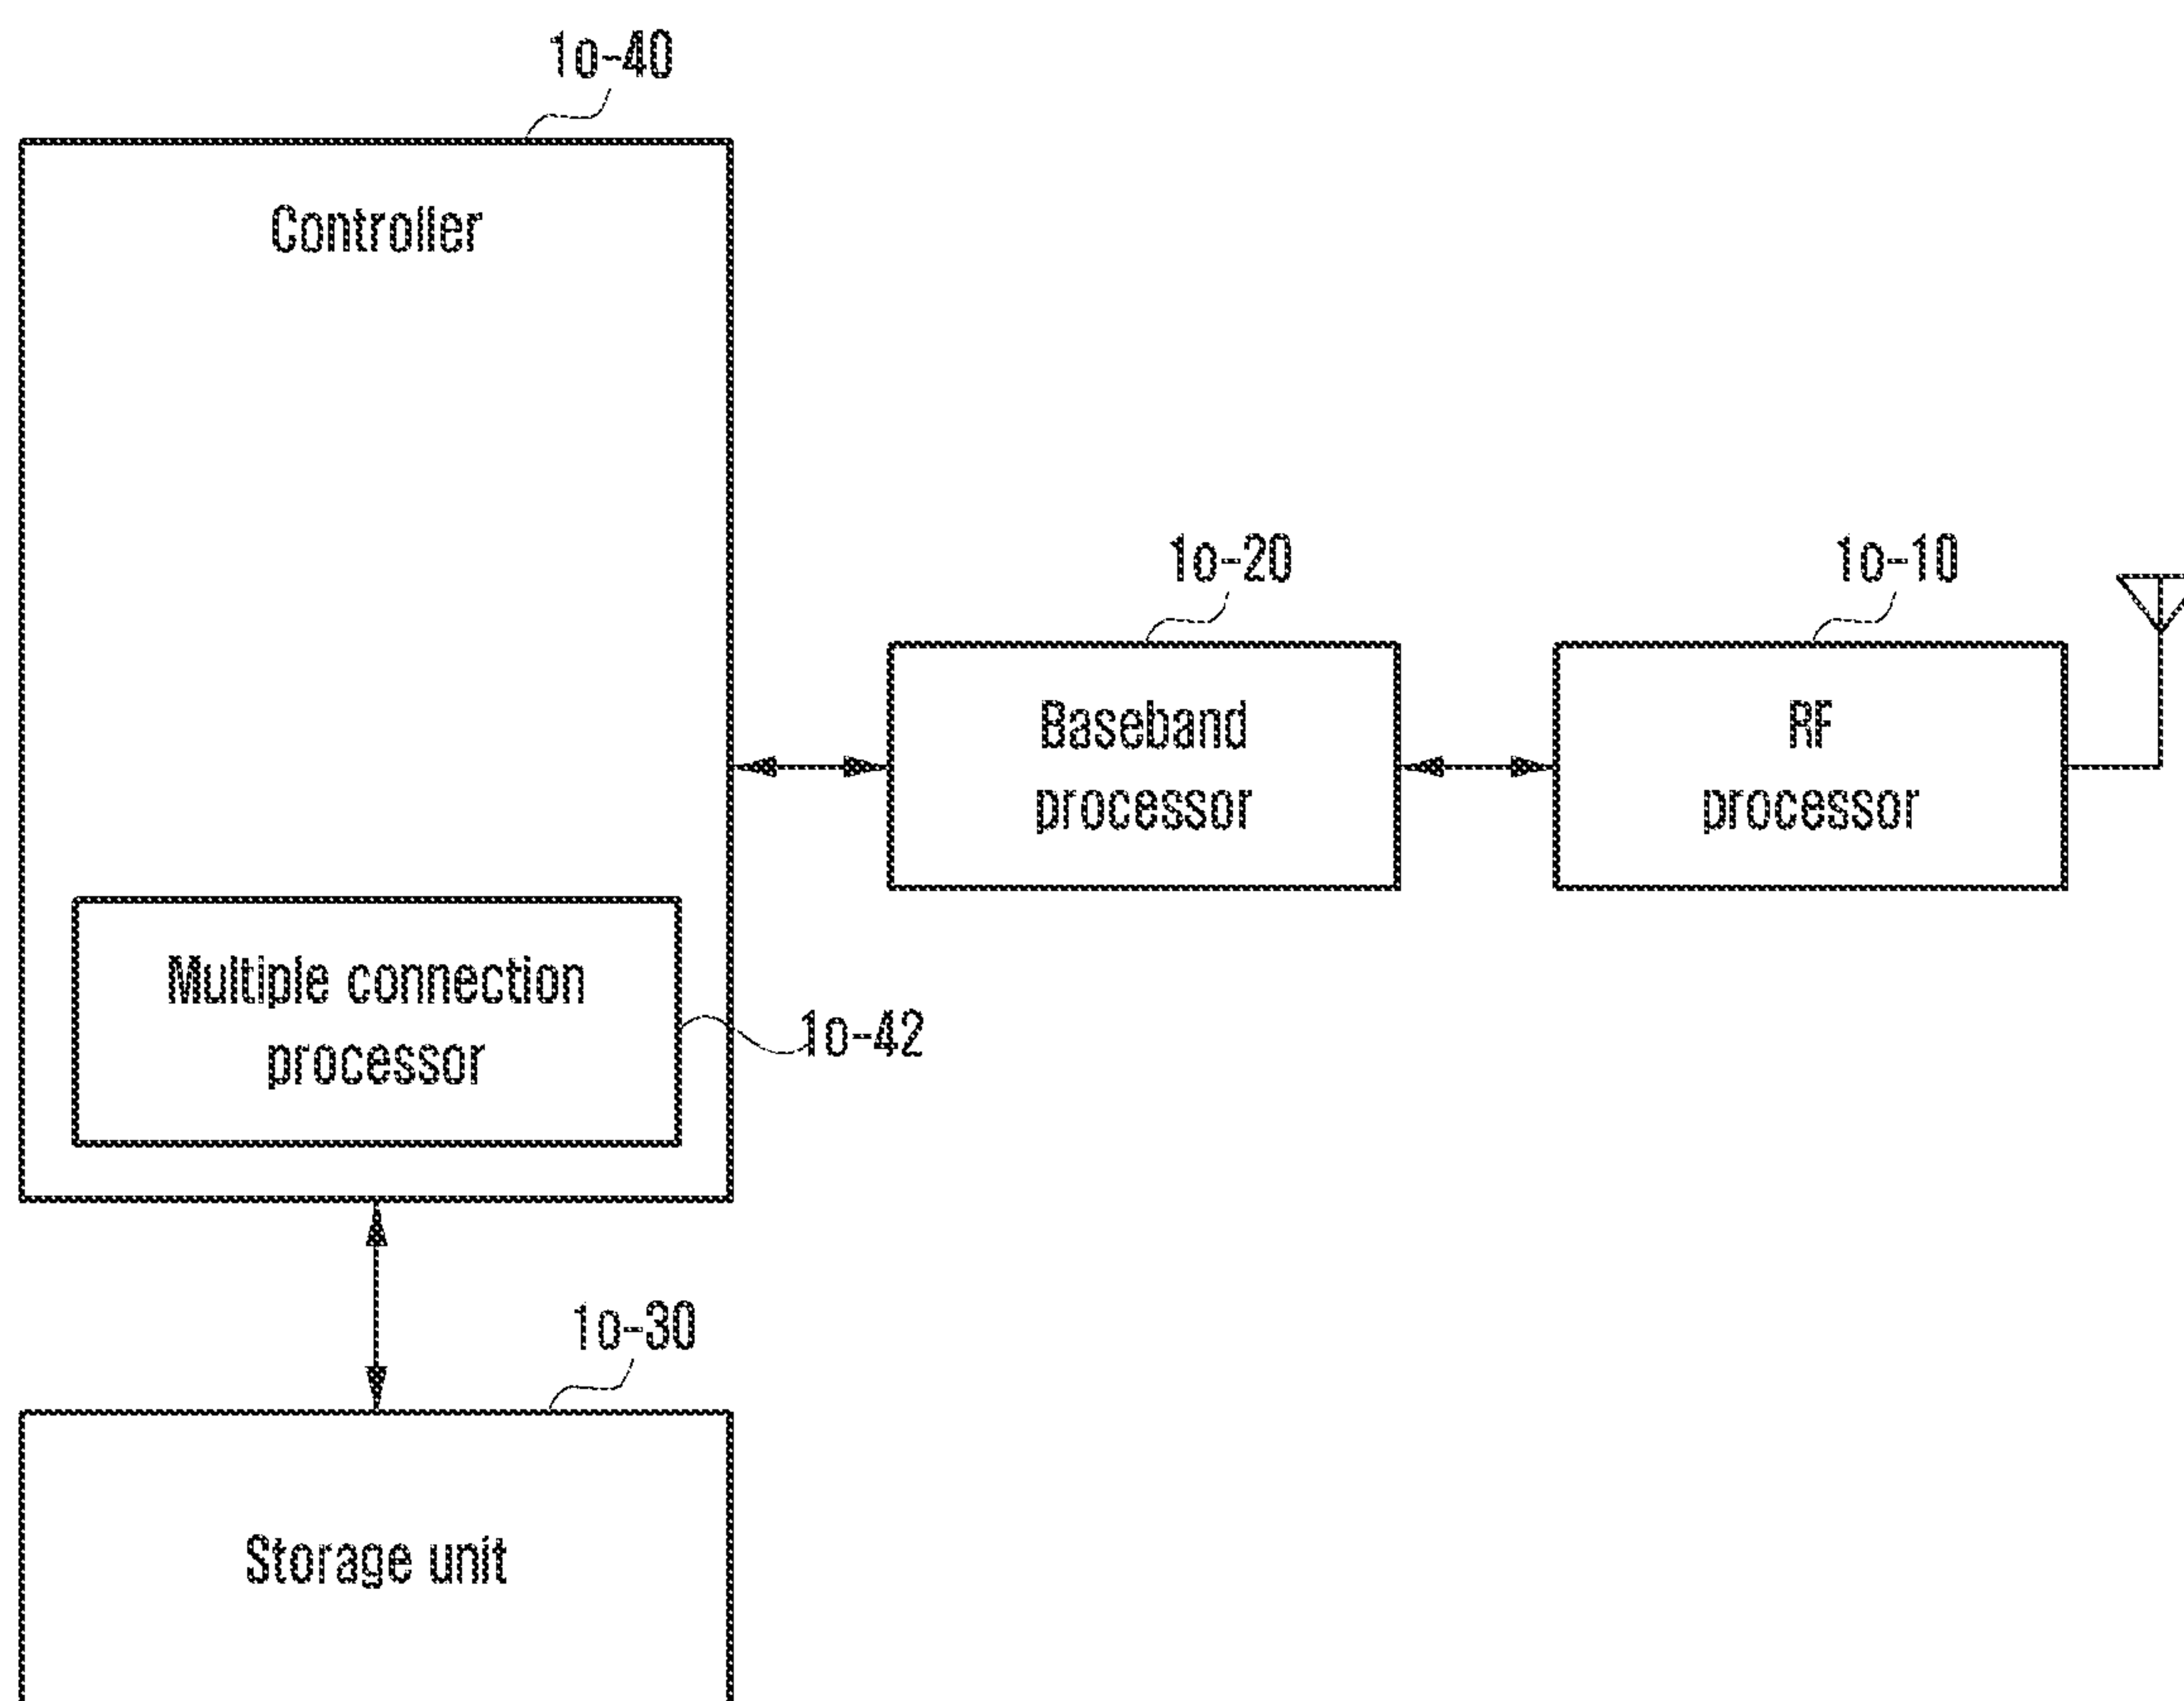 1o-40
Controller
1o-20
1o-10
Baseband
processor
RF
processor
Multiple connection
processor
1o-42
1o-30
Storage unit